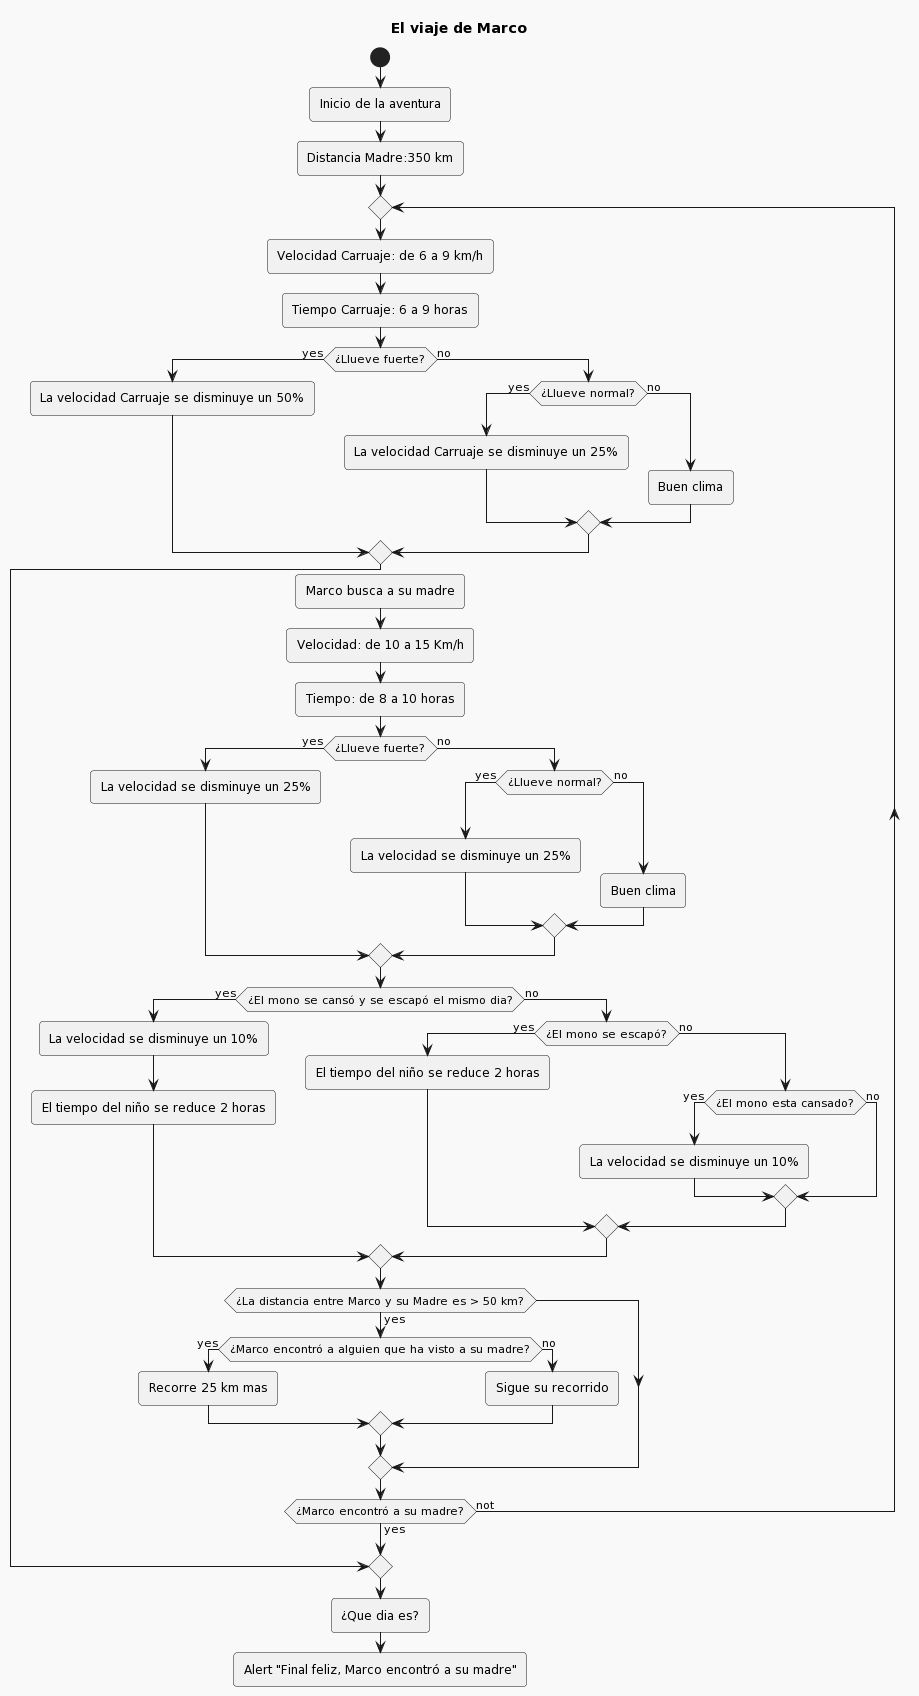 El viaje de Marco
Inicio de la aventura
Distancia Madre:350 km
Velocidad Carruaje: de 6 a 9 km/h
Tiempo Carruaje: 6 a 9 horas
yes
¿Llueve fuerte?
no
La velocidad Carruaje se disminuye un 50%
yes
¿Llueve normal?
no
La velocidad Carruaje se disminuye un 25%
Buen clima
Marco busca a su madre
Velocidad: de 10 a 15 Km/h
Tiempo: de 8 a 10 horas
yes
¿Llueve fuerte?
no
La velocidad se disminuye un 25%
yes
¿Llueve normal?
no
La velocidad se disminuye un 25%
Buen clima
yes
¿El mono se cansó y se escapó el mismo dia?
no
La velocidad se disminuye un 10%
El tiempo del niño se reduce 2 horas
yes
¿El mono se escapó?
no
El tiempo del niño se reduce 2 horas
yes
¿El mono esta cansado?
no
La velocidad se disminuye un 10%
¿La distancia entre Marco y su Madre es > 50 km?
yes
yes
¿Marco encontró a alguien que ha visto a su madre?
no
Recorre 25 km mas
Sigue su recorrido
¿Marco encontró a su madre?
not
yes
¿Que dia es?
Alert "Final feliz, Marco encontró a su madre"